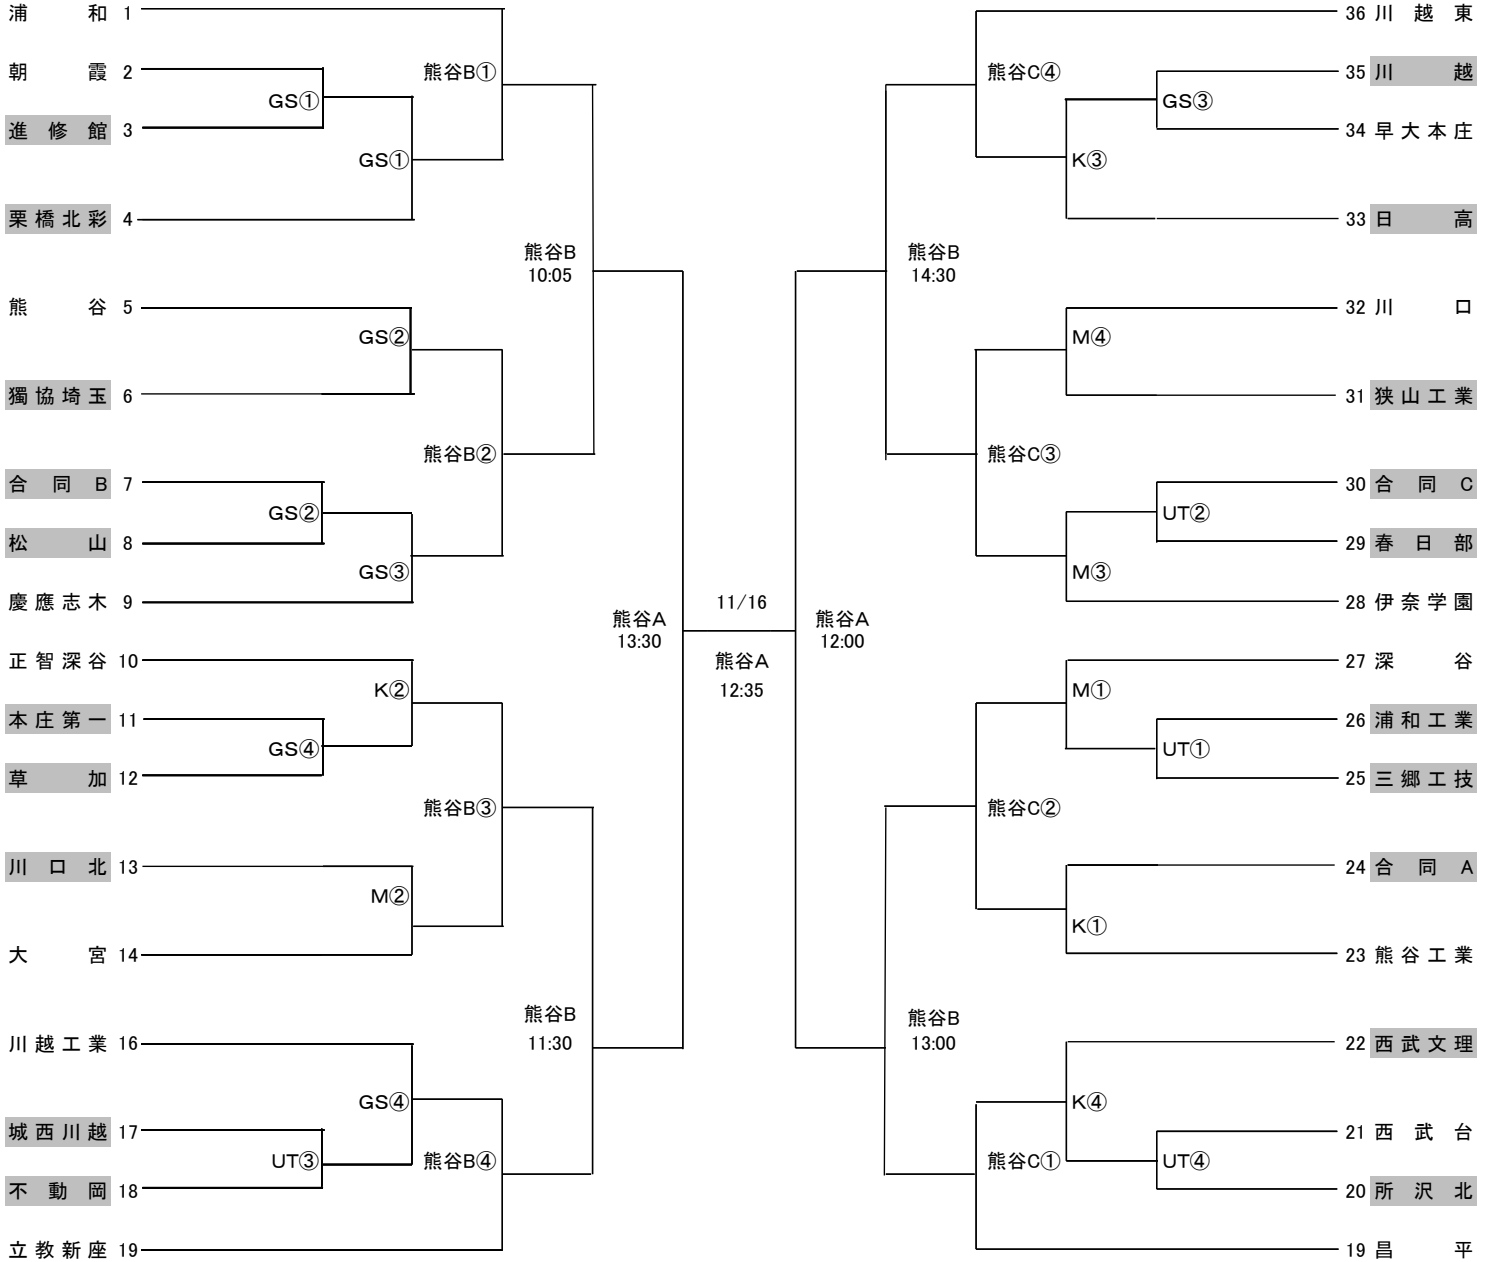 浦和 1
朝霞 2
GS①
進修館 3
GS①
熊谷B①
栗橋北彩 4
熊谷B
10:05
熊谷 5
GS②
獨協埼玉 6
熊谷B②
合同B 7
GS②
松山 8
GS③
慶應志木 9
熊谷A
13:30
正智深谷 10
K②
本庄第一 11
GS④
草加 12
熊谷B③
川口北 13
M②
大宮 14
熊谷B
11:30
川越工業 16
GS④
城西川越 17
UT③
熊谷B④
不動岡 18
立教新座 19
11/16
熊谷A
12:35
36 川越東
熊谷C④
35 川越
GS③
34 早大本庄
K③
33 日高
熊谷B
14:30
32 川口
M④
31 狭山工業
熊谷C③
30 合同C
UT②
29 春日部
M③
28 伊奈学園
熊谷A
12:00
27 深谷
M①
26 浦和工業
UT①
25 三郷工技
熊谷C②
24 合同A
K①
23 熊谷工業
熊谷B
13:00
22 西武文理
K④
21 西武台
熊谷C①
UT④
20 所沢北
19 昌平